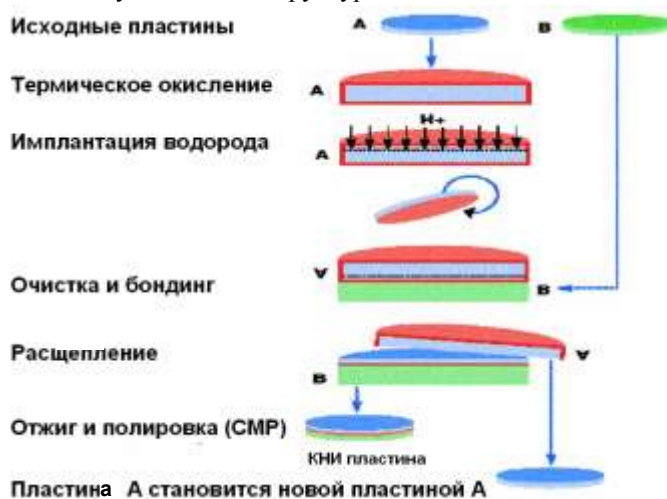 Исходные пластины
A
B
Термическое окисление
A
H+
Имплантация водорода
A
Очистка и бондинг
A
B
Расщепление
A
B
Отжиг и полировка (CMP)
КНИ пластина
Пластина А становится новой пластиной А